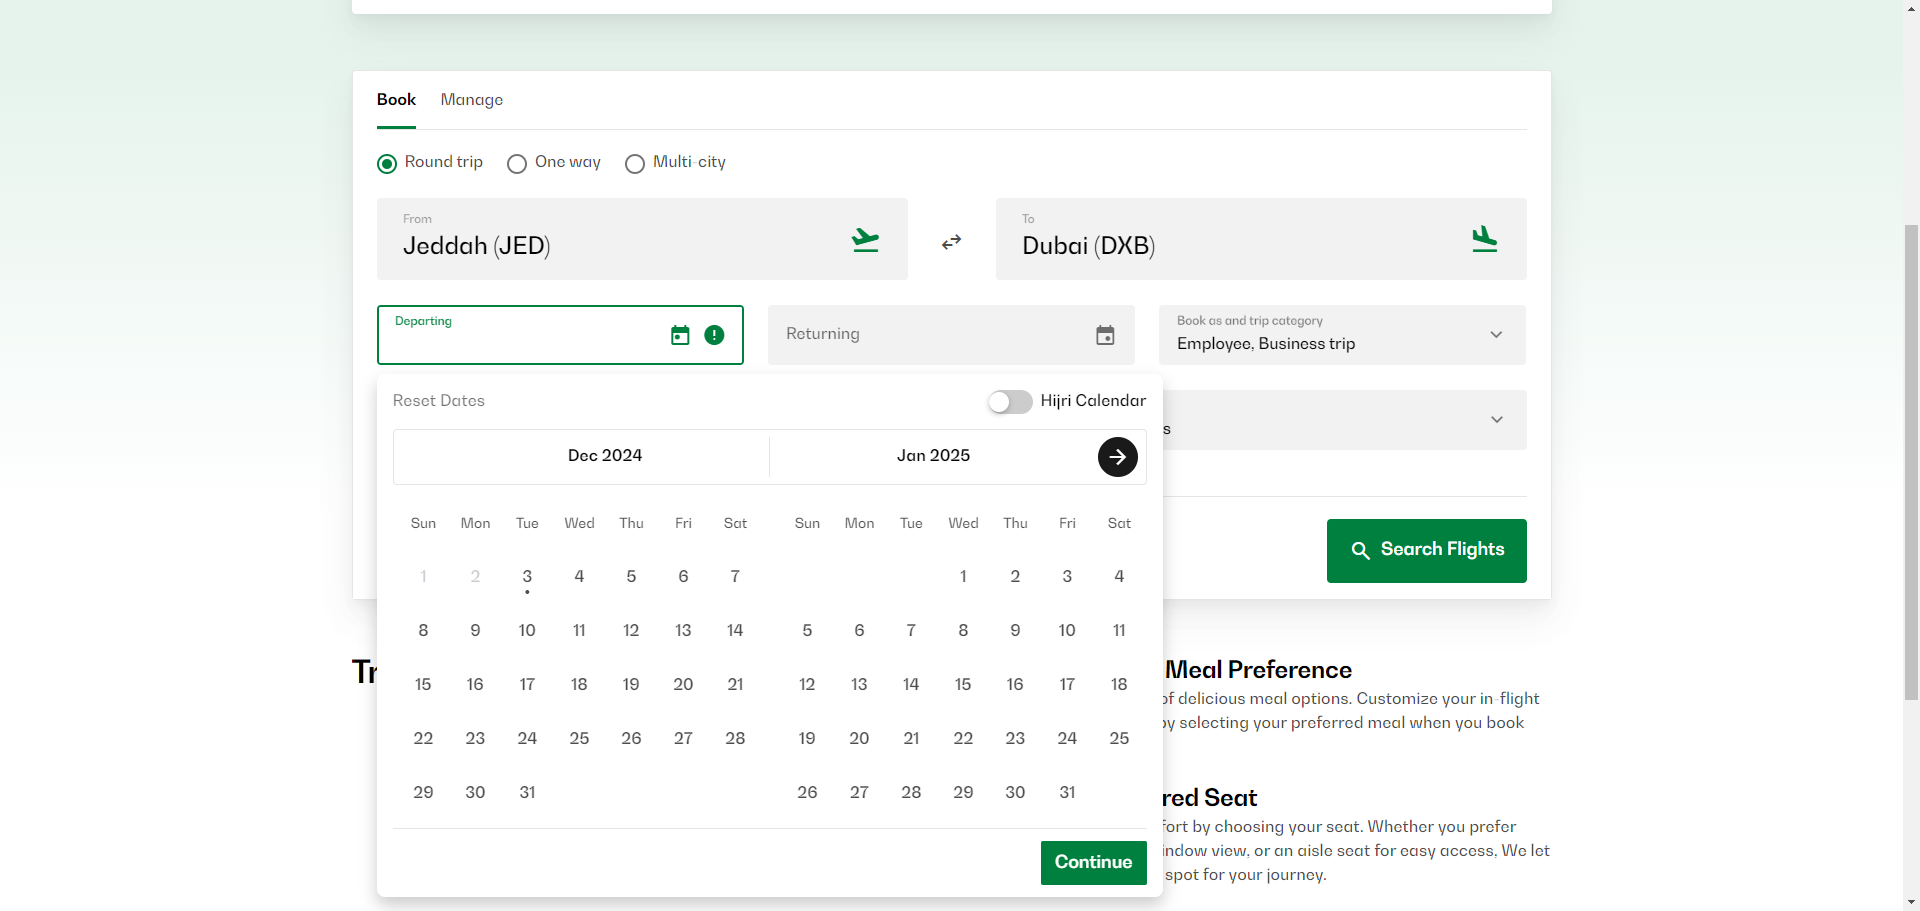 Book Manage
Round trip One way Multi-city
From
Jeddah (JED)
To
Dubai (DXB)
Departing
Returning
Book as and trip category
Employee, Business trip
Reset Dates
Hijri Calendar
s
Dec 2024 Jan 2025
Sun Mon Tue Wed Thu Fri Sat Sun Mon Tue Wed Thu Fri Sat
1 2 3 4 5 6 7 1 2 3 4
8 9 10 11 12 13 14 5 6 7 8 9 10 11
15 16 17 18 19 20 21 12 13 14 15 16 17 18
22 23 24 25 26 27 28 19 20 21 22 23 24 25
29 30 31 26 27 28 29 30 31
Continue
Search Flights
Tr
Meal Preference
of delicious meal options. Customize your in-flight
by selecting your preferred meal when you book
red Seat
fort by choosing your seat. Whether you prefer
indow view, or an aisle seat for easy access, We let
spot for your journey.